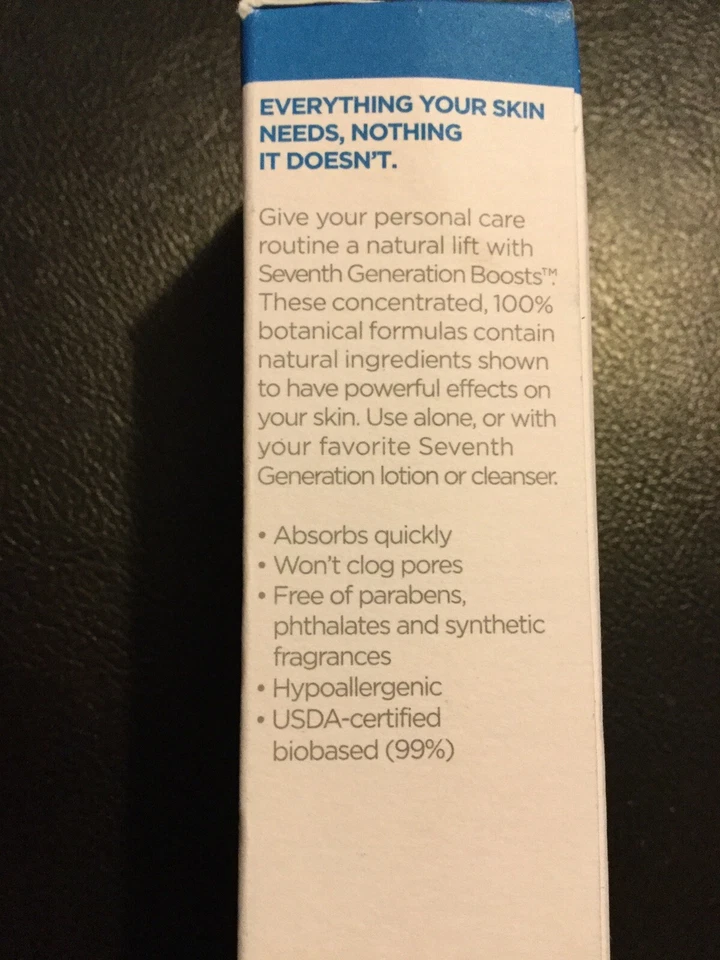 EVERYTHING YOUR SKIN
NEEDS, NOTHING
IT DOESN'T.
Give your personal care
routine a natural lift with
Seventh Generation Boosts™.
These concentrated, 100%
botanical formulas contain
natural ingredients shown
to have powerful effects on
your skin. Use alone, or with
your favorite Seventh
Generation lotion or cleanser.
• Absorbs quickly
• Won't clog pores
• Free of parabens,
phthalates and synthetic
fragrances
• Hypoallergenic
• USDA-certified
biobased (99%)